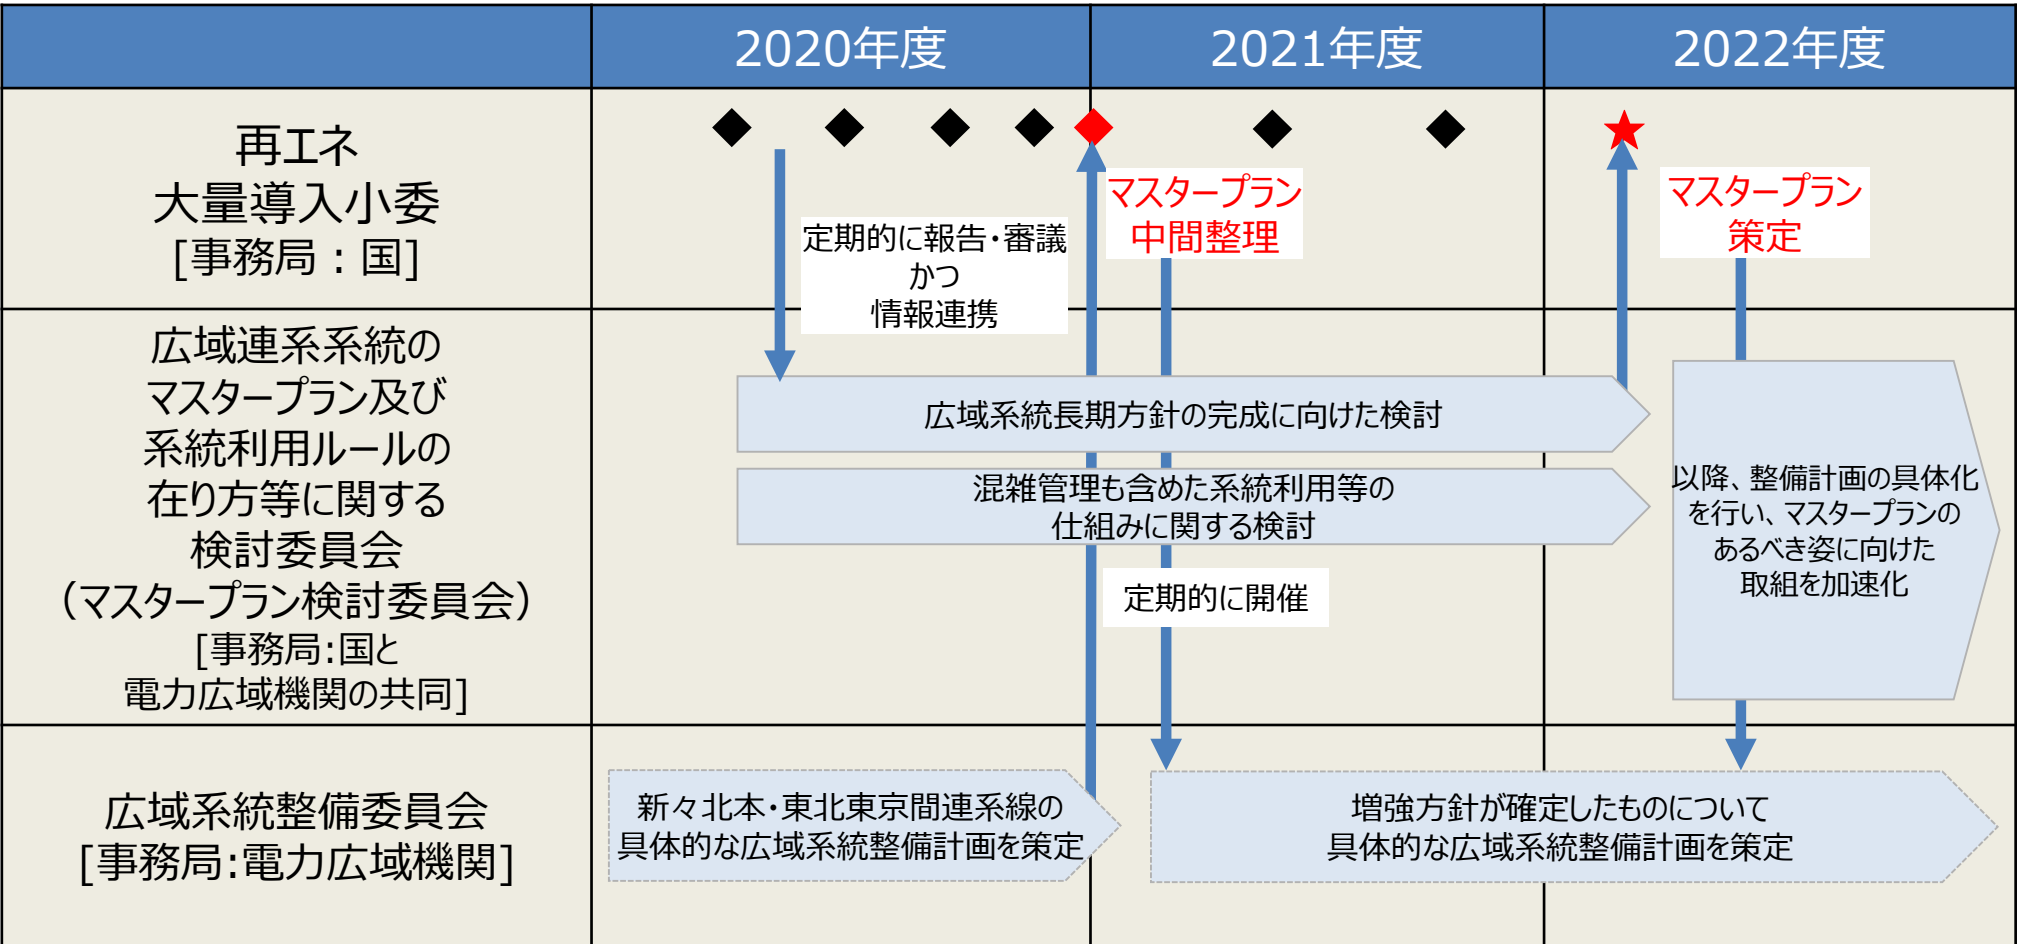 2020年度
2021年度
2022年度
再エネ
大量導入小委
[事務局：国]
定期的に報告・審議
かつ
情報連携
マスタープラン
中間整理
マスタープラン
策定
広域連系系統の
マスタープラン及び
系統利用ルールの
在り方等に関する
検討委員会
（マスタープラン検討委員会）
[事務局:国と
電力広域機関の共同]
広域系統長期方針の完成に向けた検討
混雑管理も含めた系統利用等の
仕組みに関する検討
定期的に開催
以降、整備計画の具体化
を行い、マスタープランの
あるべき姿に向けた
取組を加速化
広域系統整備委員会
[事務局:電力広域機関]
新々北本・東北東京間連系線の
具体的な広域系統整備計画を策定
増強方針が確定したものについて
具体的な広域系統整備計画を策定